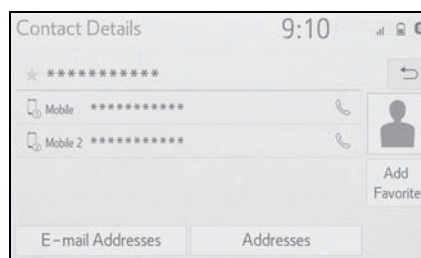 Contact Details 9:10
***********
Mobile ***********
Mobile 2 ***********
Add
Favorite
E-mail Addresses Addresses